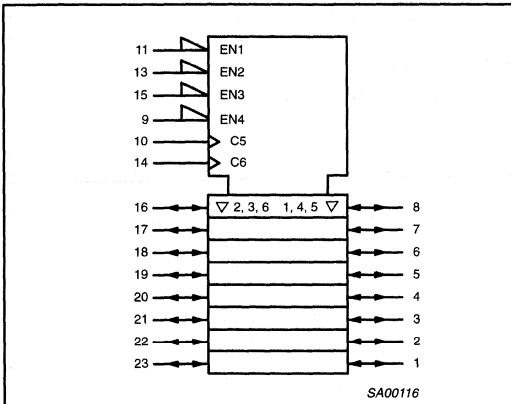 11 EN1
13 EN2
15 EN3
9 EN4
10 C5
14 C6
16 ▽ 2, 3, 6 1, 4, 5 ▽ 8
17 7
18 6
19 5
20 4
21 3
22 2
23 1
SA00116